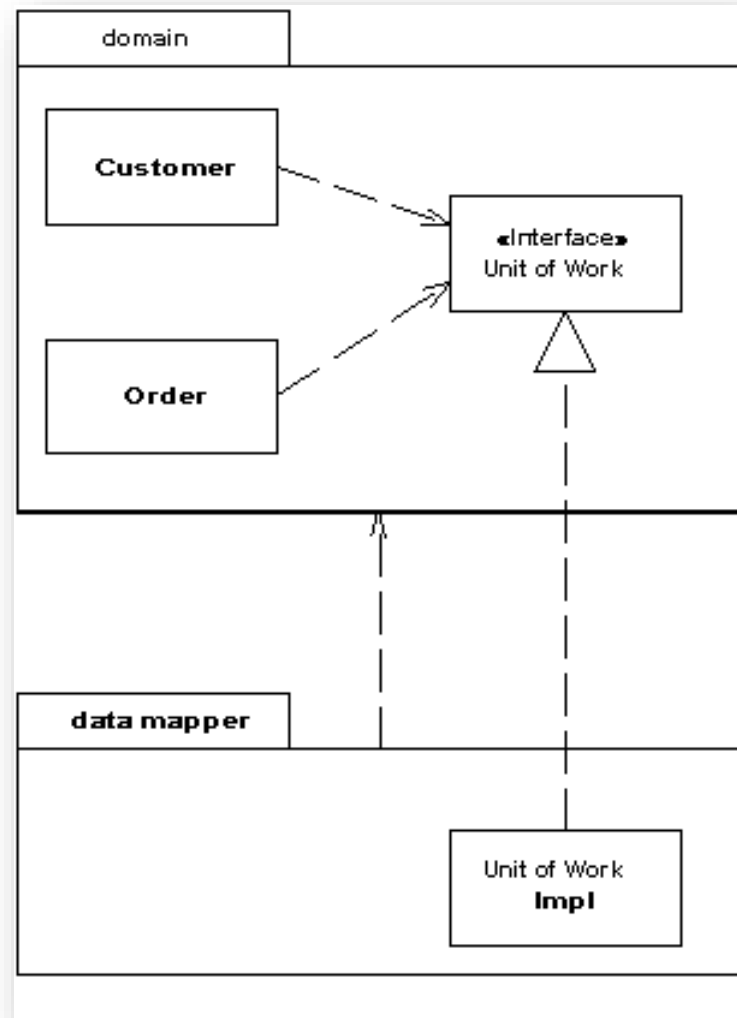 domain
Customer
«Interface»
Unit of Work
Order
data mapper
Unit of Work
Impl